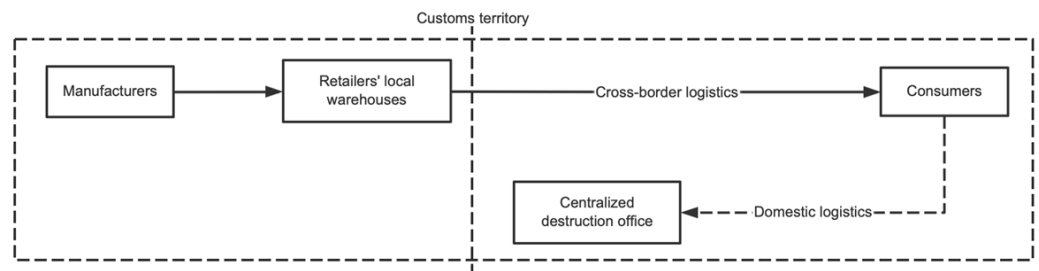 Customs territory
Manufacturers
Retailers' local
warehouses
Cross-border logistics
Consumers
Centralized
destruction office
Domestic logistics